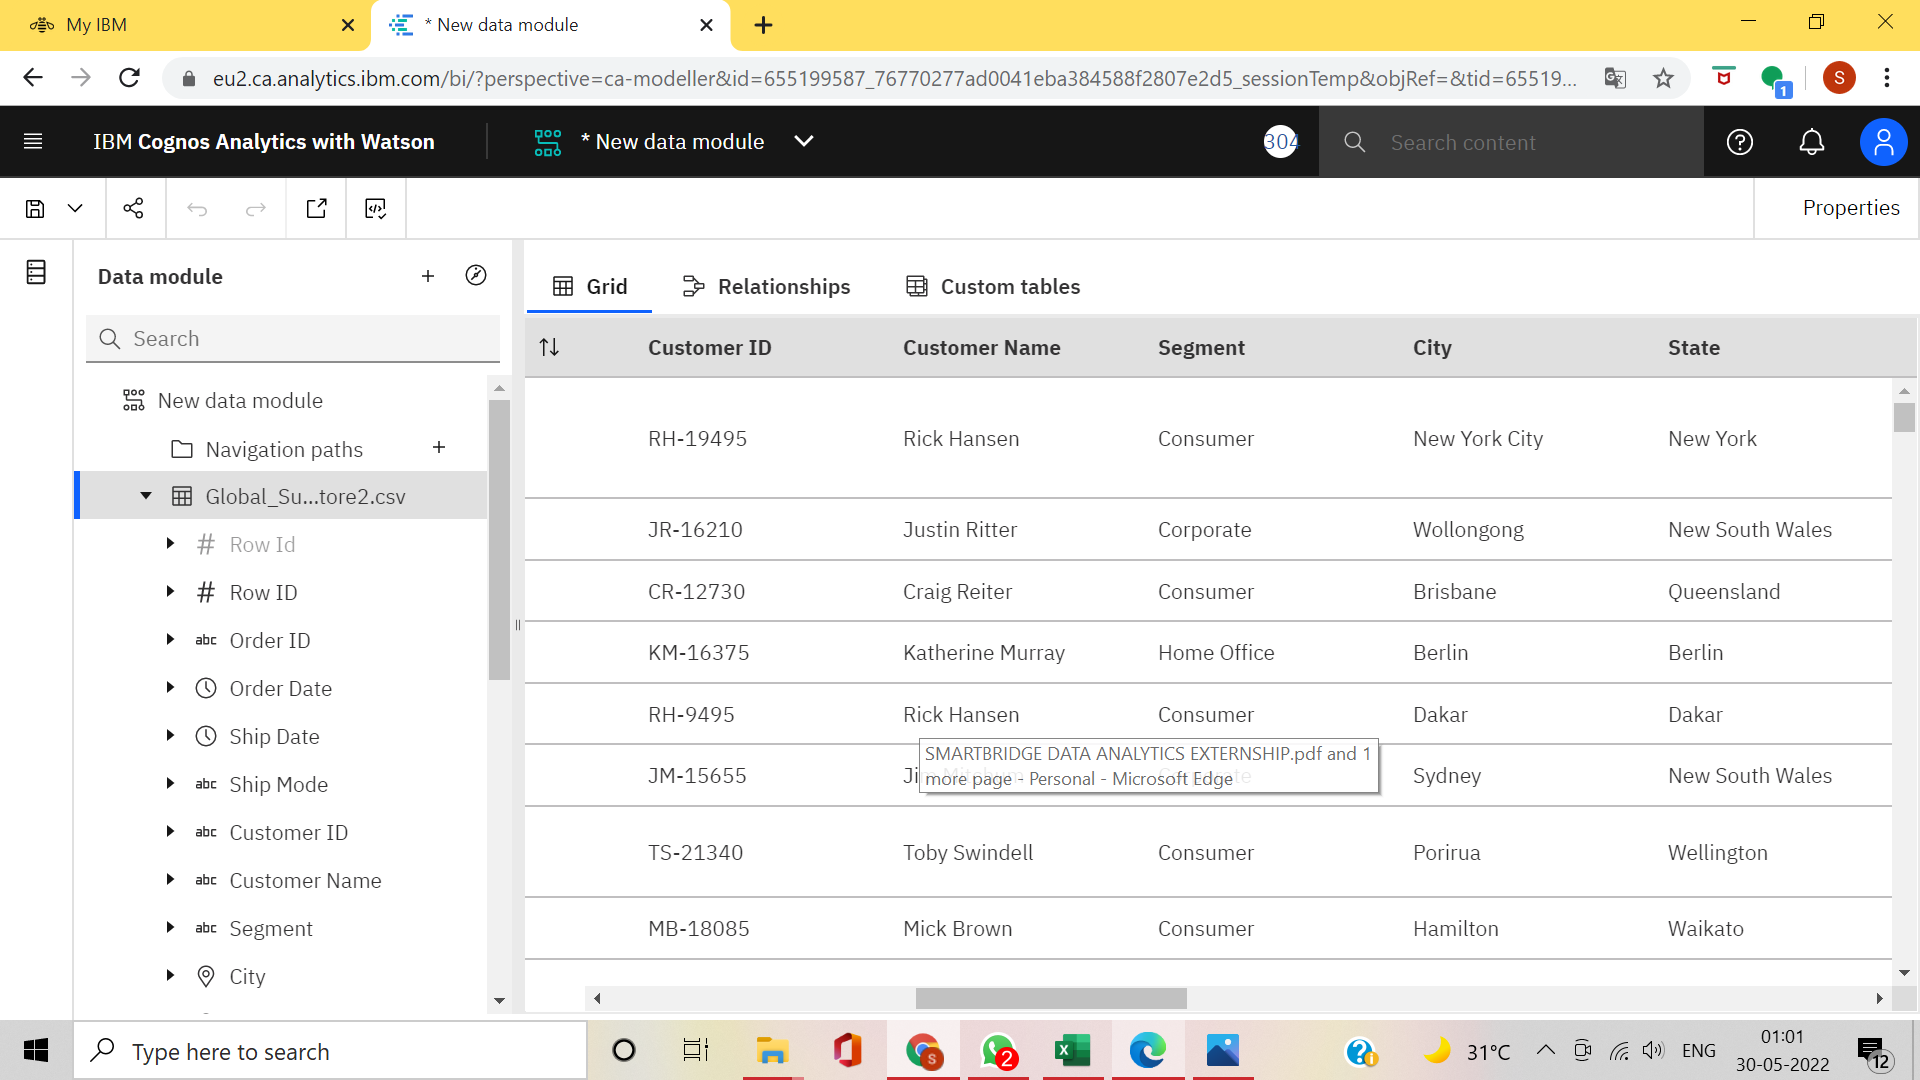 My IBM
* New data module
eu2.ca.analytics.ibm.com/bi/?perspective=ca-modeller&id=655199587_76770277ad0041eba384588f2807e2d5_sessionTemp&objRef=&tid=65519...
1
S
IBM Cognos Analytics with Watson
* New data module
304
Search content
Properties
Data module
Grid
Relationships
Custom tables
Search
Customer ID
Customer Name
Segment
City
State
New data module
Navigation paths
Global_Su...tore2.csv
# Row Id
# Row ID
abc Order ID
Order Date
Ship Date
abc Ship Mode
abc Customer ID
abc Customer Name
abc Segment
City
RH-19495 Rick Hansen Consumer New York City New York
JR-16210 Justin Ritter Corporate Wollongong New South Wales
CR-12730 Craig Reiter Consumer Brisbane Queensland
KM-16375 Katherine Murray Home Office Berlin Berlin
RH-9495 Rick Hansen Consumer Dakar Dakar
SMARTBRIDGE DATA ANALYTICS EXTERNSHIP.pdf and 1
more page - Personal - Microsoft Edge
JM-15655 Sydney New South Wales
TS-21340 Toby Swindell Consumer Porirua Wellington
MB-18085 Mick Brown Consumer Hamilton Waikato
Type here to search
S
2
31°C
ENG
01:01
30-05-2022
12